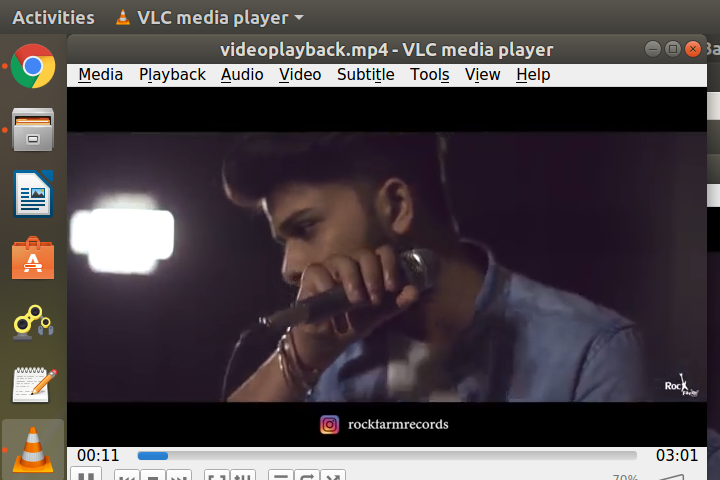 Activities VLC media player
videoplayback.mp4 - VLC media player
Media Playback Audio Video Subtitle Tools View Help
Rock
rockfarmrecords
00:11 03:01
70%